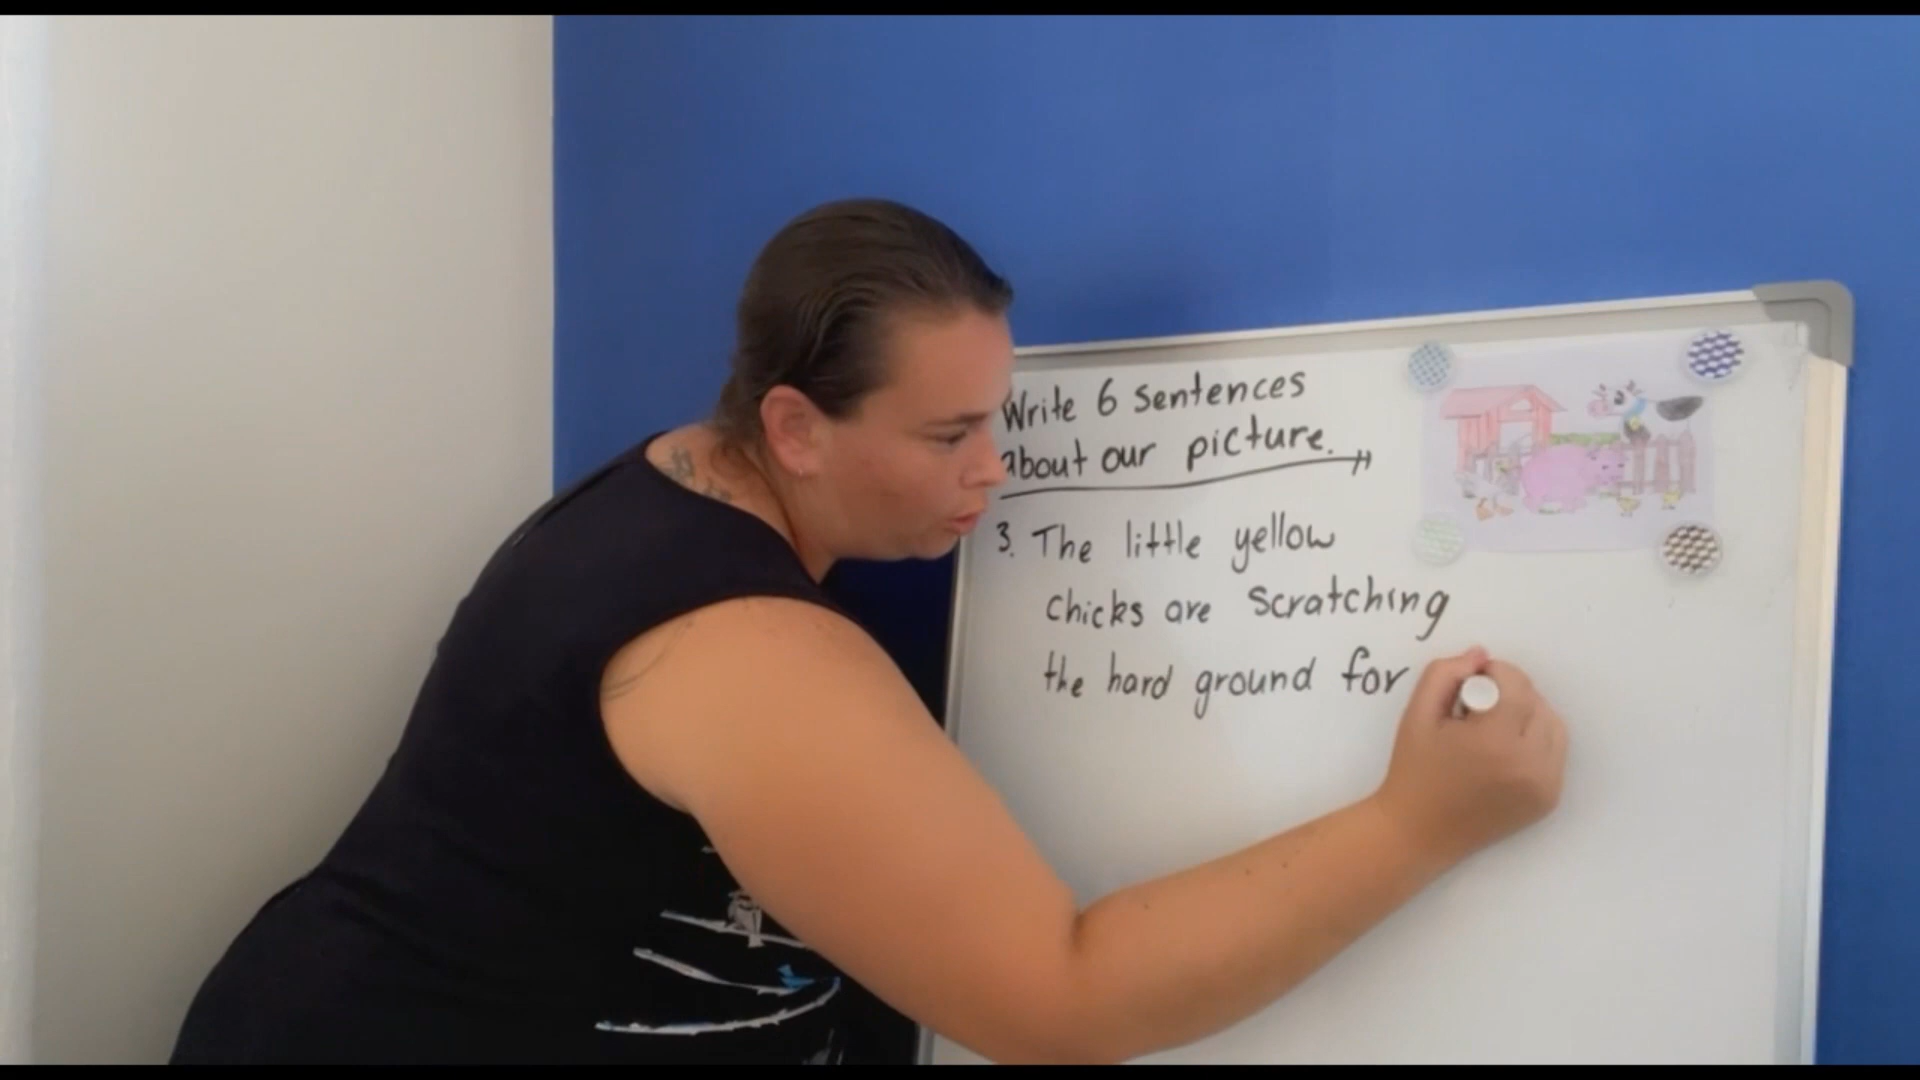 Write 6 sentences
about our picture.
3. The little yellow
chicks are scratching
the hard ground for